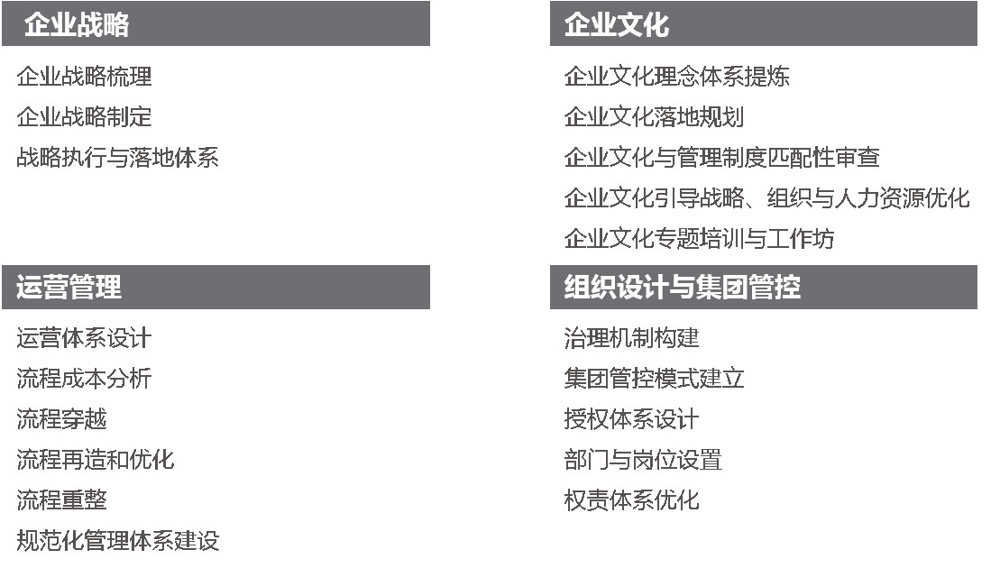 企业战略
企业战略梳理
企业战略制定
战略执行与落地体系
企业文化
企业文化理念体系提炼
企业文化落地规划
企业文化与管理制度匹配性审查
企业文化引导战略、组织与人力资源优化
企业文化专题培训与工作坊
运营管理
运营体系设计
流程成本分析
流程穿越
流程再造和优化
流程重整
规范化管理体系建设
组织设计与集团管控
治理机制构建
集团管控模式建立
授权体系设计
部门与岗位设置
权责体系优化